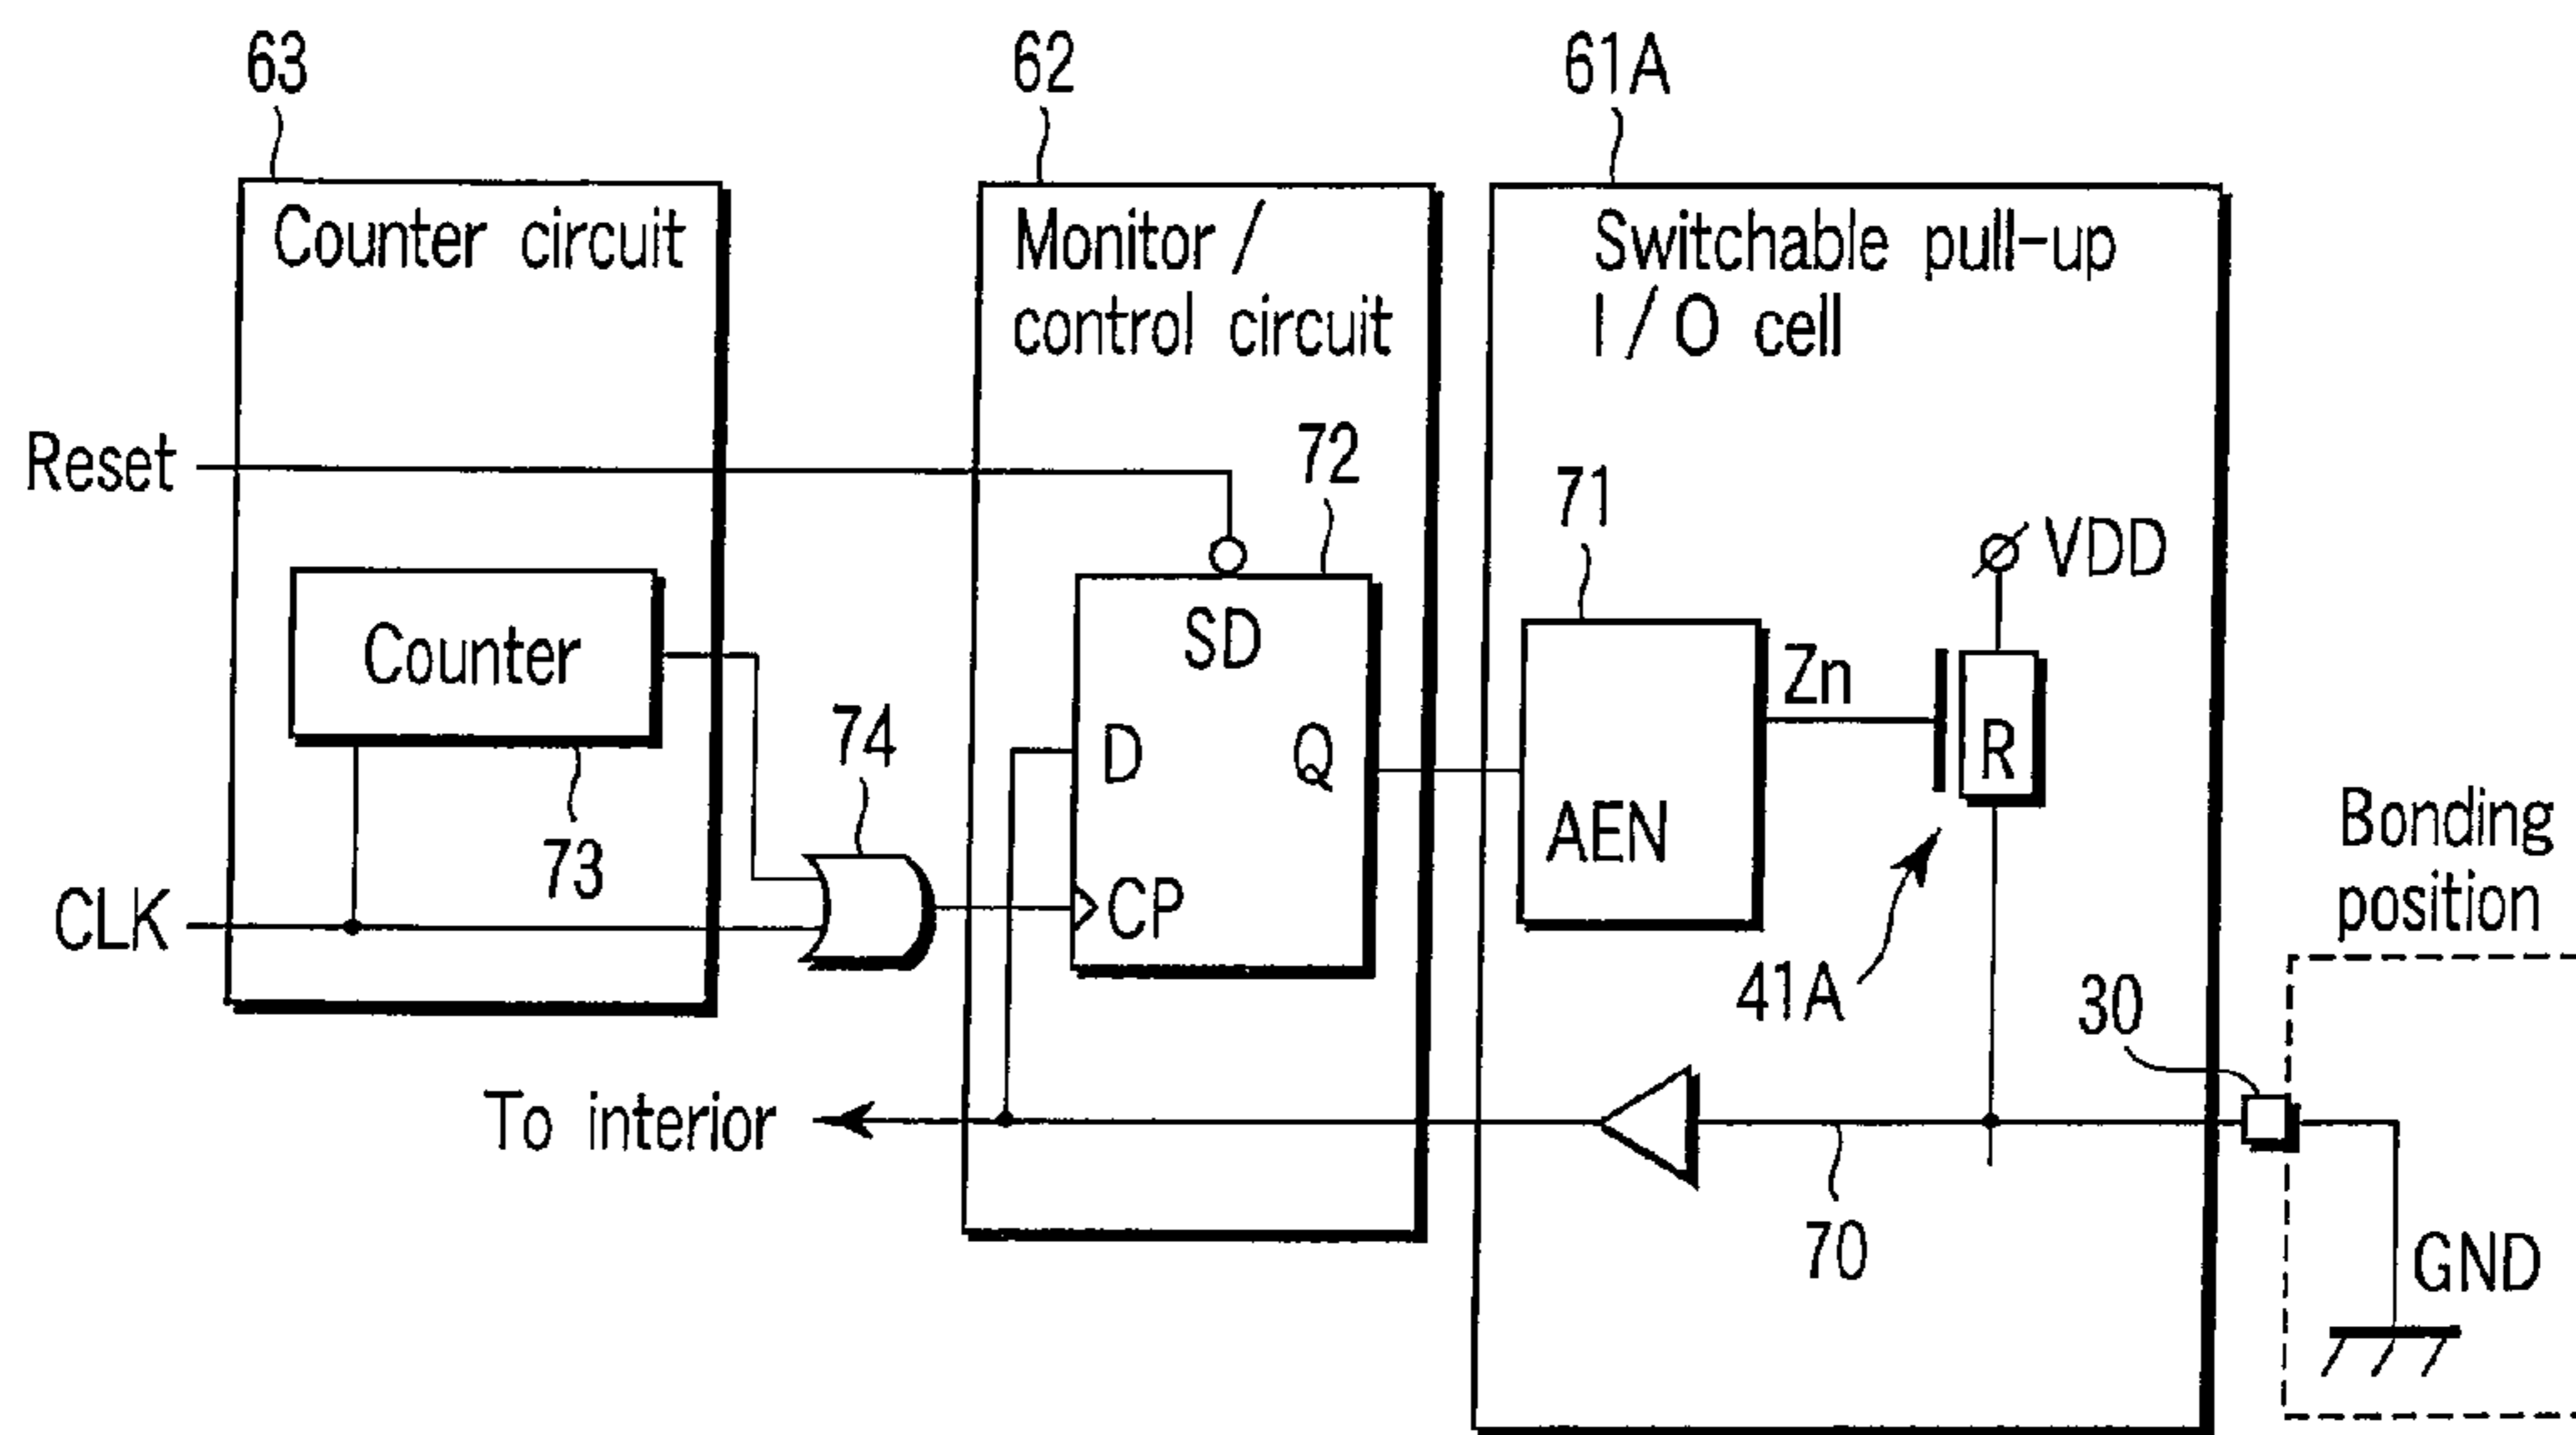 63
62
61A
Counter circuit
Monitor /
control circuit
Switchable pull-up
I / O cell
Reset
72
71
VDD
Counter
SD
Zn
R
74
D
Q
73
AEN
Bonding
position
CLK
CP
41A
30
To interior
70
GND